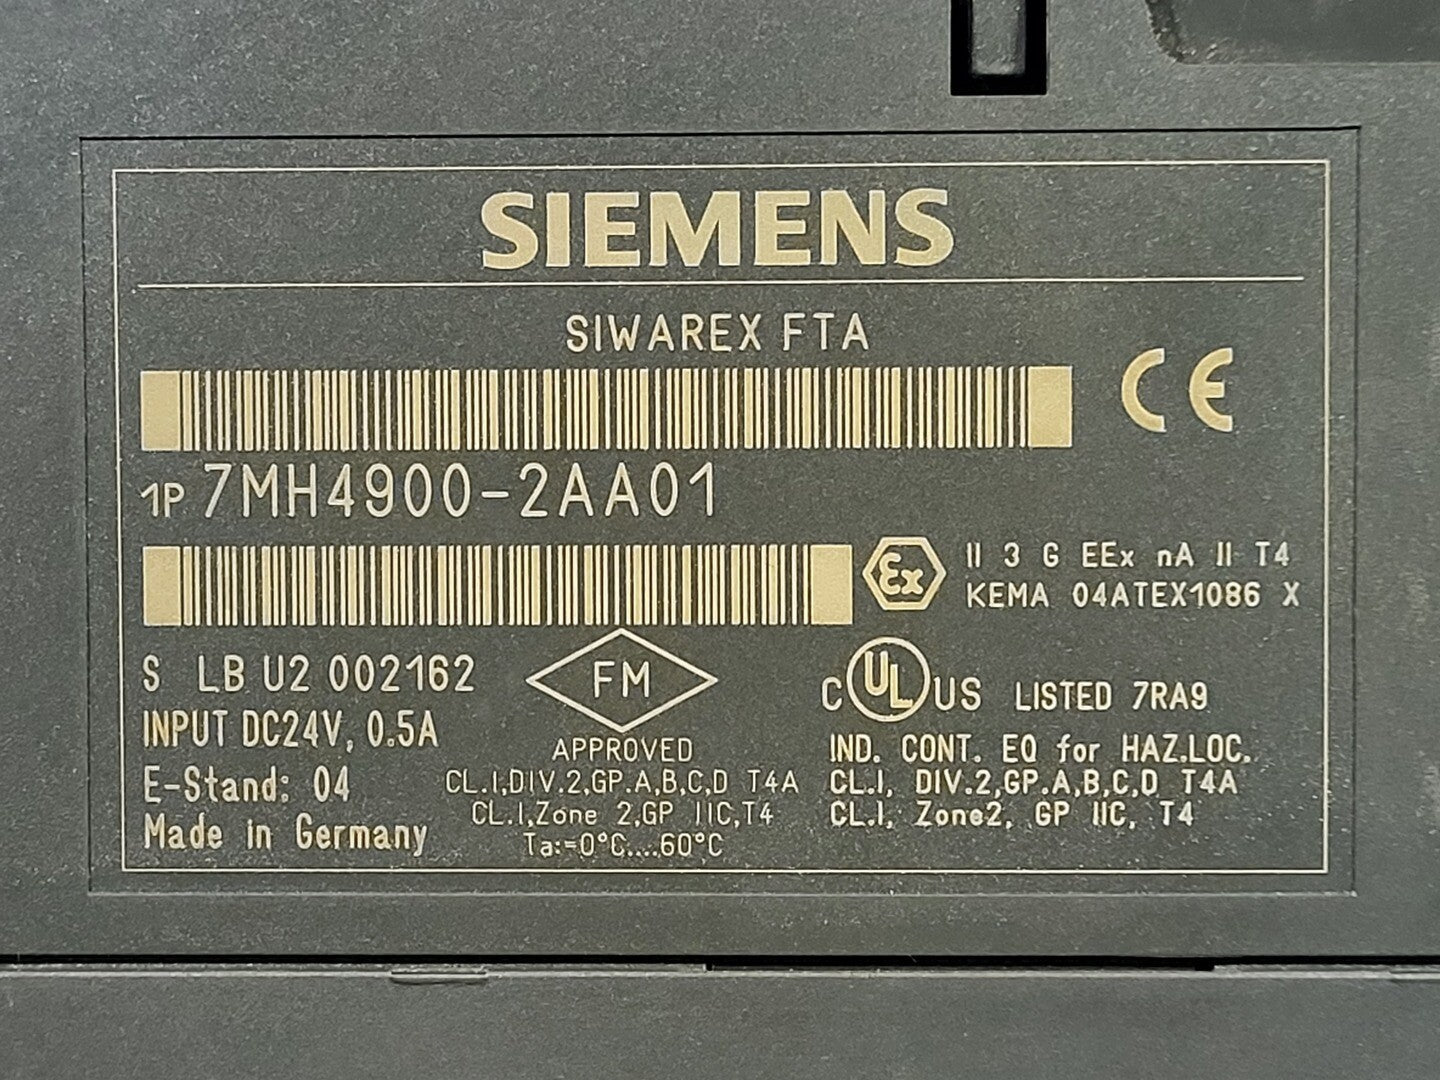 SIEMENS
SIWAREX FTA
CE
1P 7MH4900-2AA01
Ex II 3 G EEx nA II T4
KEMA 04ATEX1086 X
S LB U2 002162
FM
C UL US LISTED 7RA9
INPUT DC24V, 0.5A
APPROVED
IND. CONT. EQ for HAZ.LOC.
E-Stand: 04
CL.I,DIV.2,GP.A,B,C,D T4A
CL.I, DIV.2,GP.A,B,C,D T4A
CL.I,Zone 2,GP IIC,T4
CL.I, Zone2, GP IIC, T4
Made in Germany
Ta:=0°C....60°C